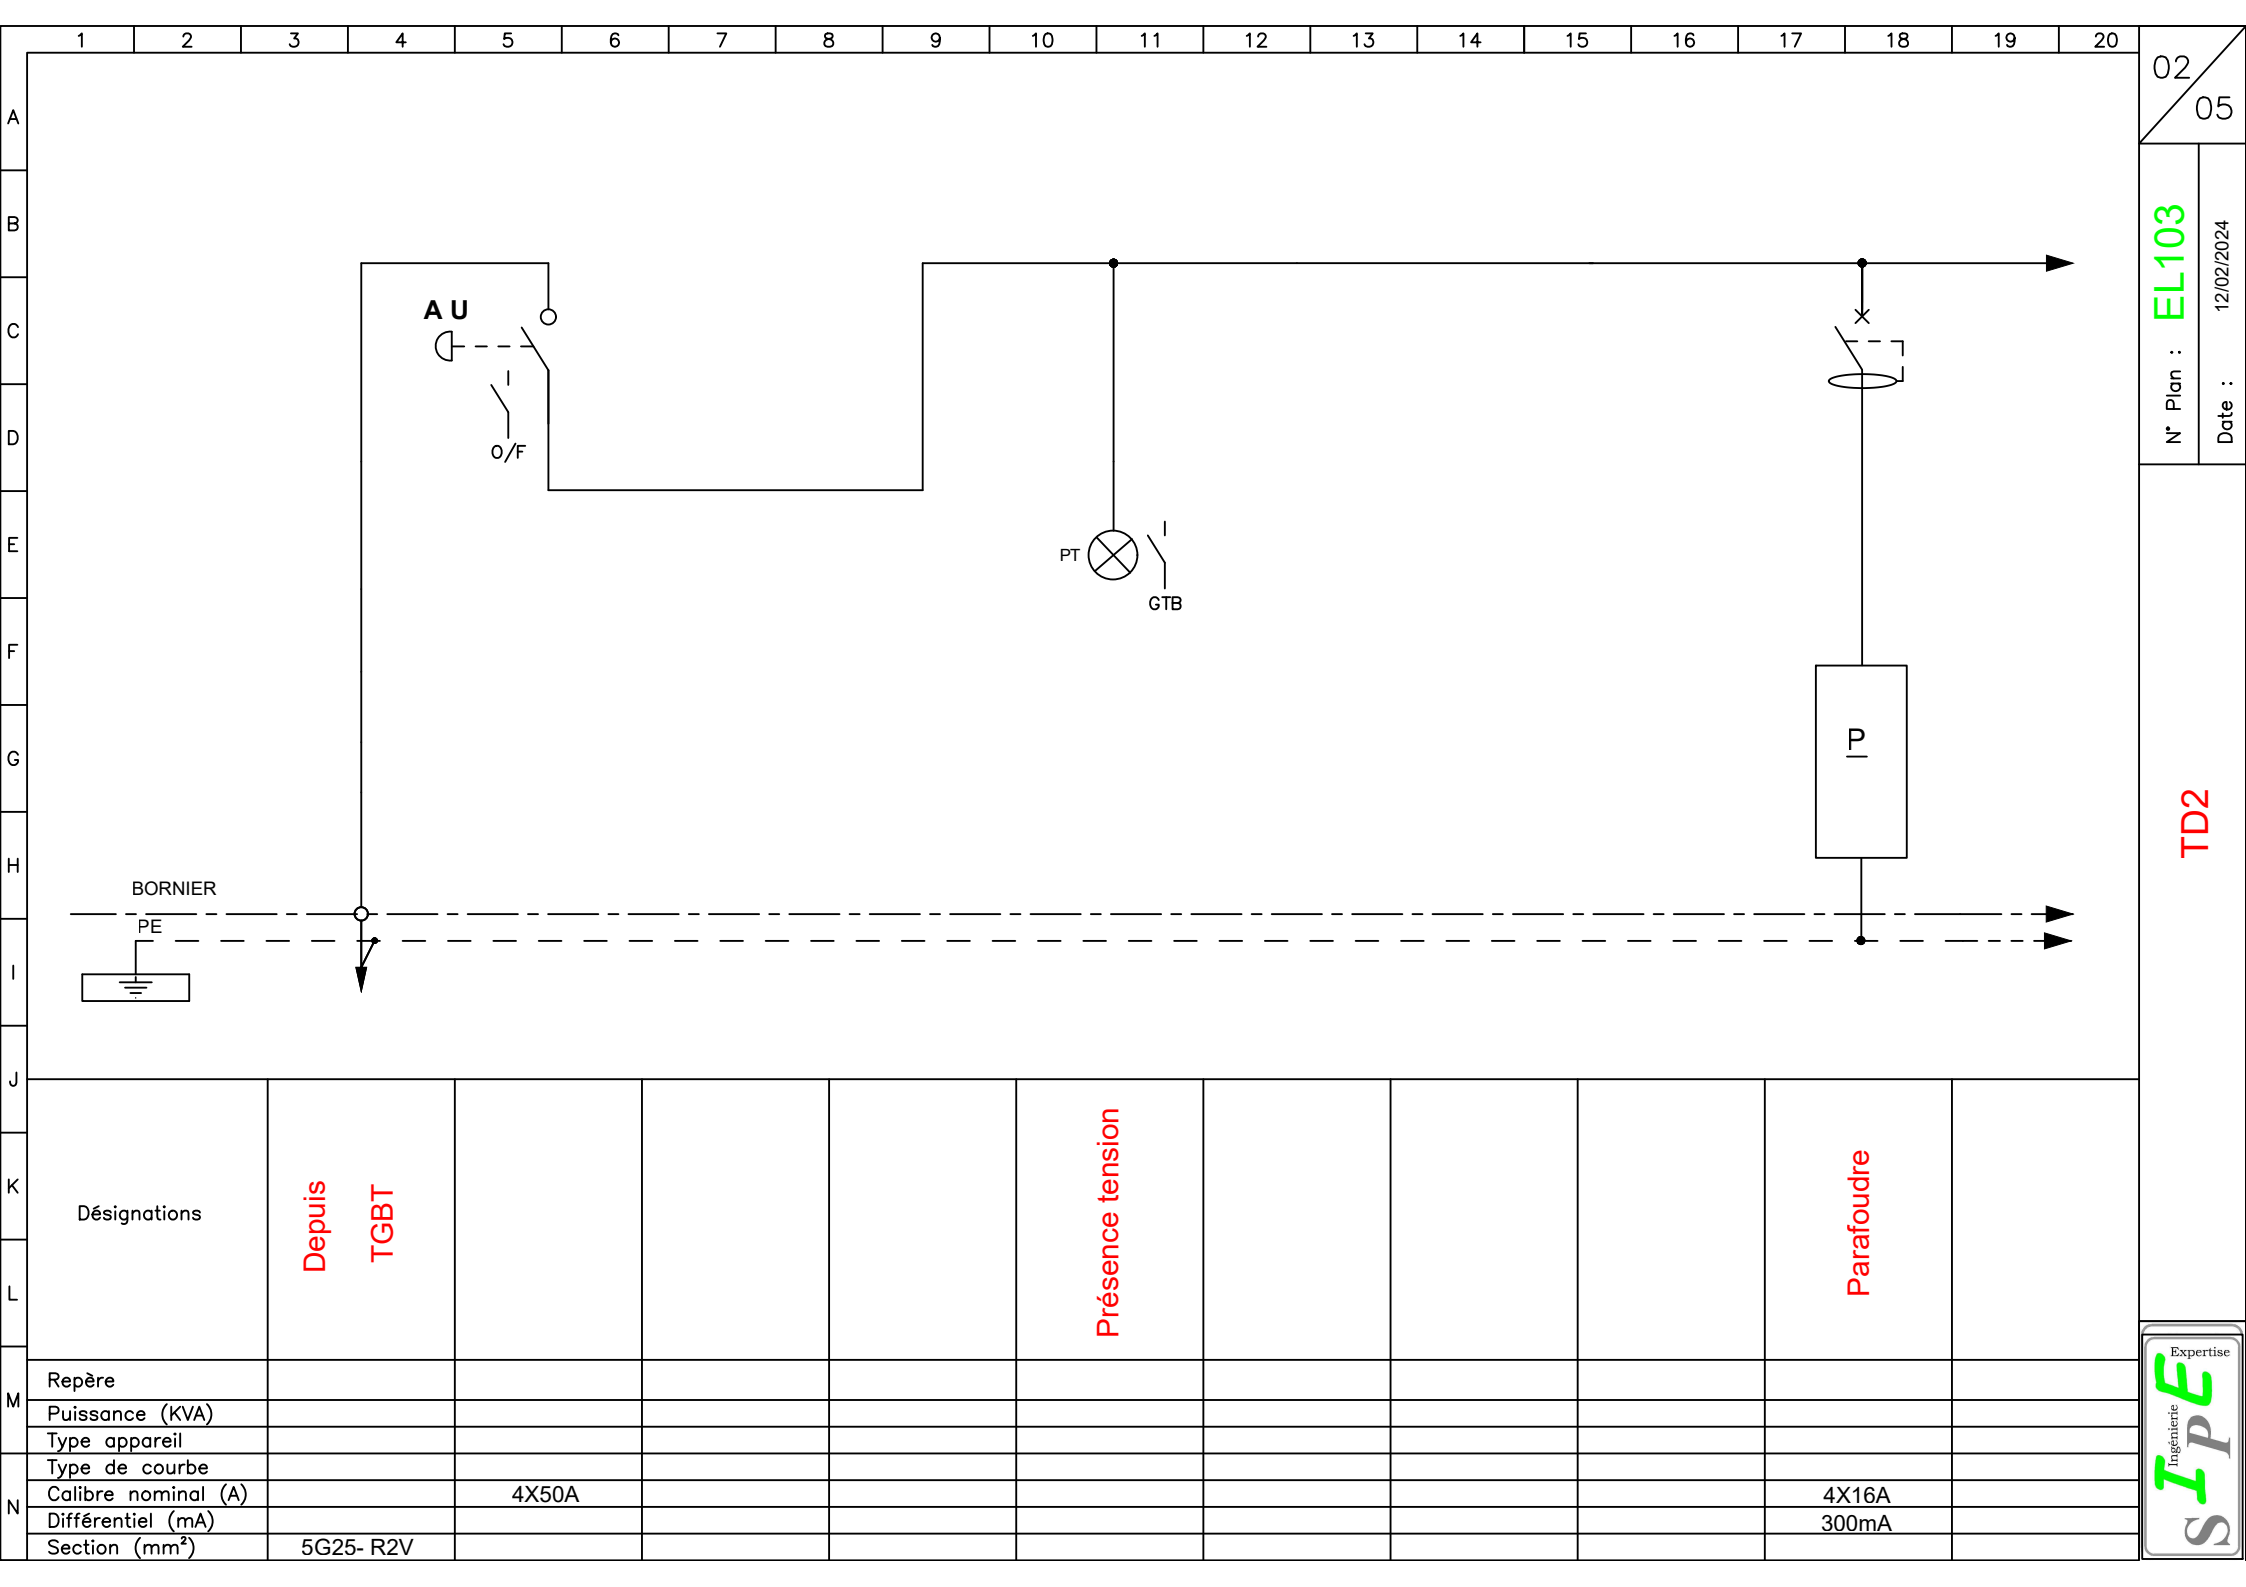 1 2 3 4 5 6 7 8 9 10 11 12 13 14 15 16 17 18 19 20
02
05
A
B
C
D
E
F
G
H
I
J
K
L
M
N
N° Plan : EL103
Date : 12/02/2024
TD2
A U
O/F
PT
GTB
P
BORNIER
PE
Désignations
Depuis
TGBT
Présence tension
Parafoudre
Repère
Puissance (KVA)
Type appareil
Type de courbe
Calibre nominal (A) 4X50A 4X16A
Différentiel (mA) 300mA
Section (mm²) 5G25- R2V
S I P E
Ingénierie
Expertise